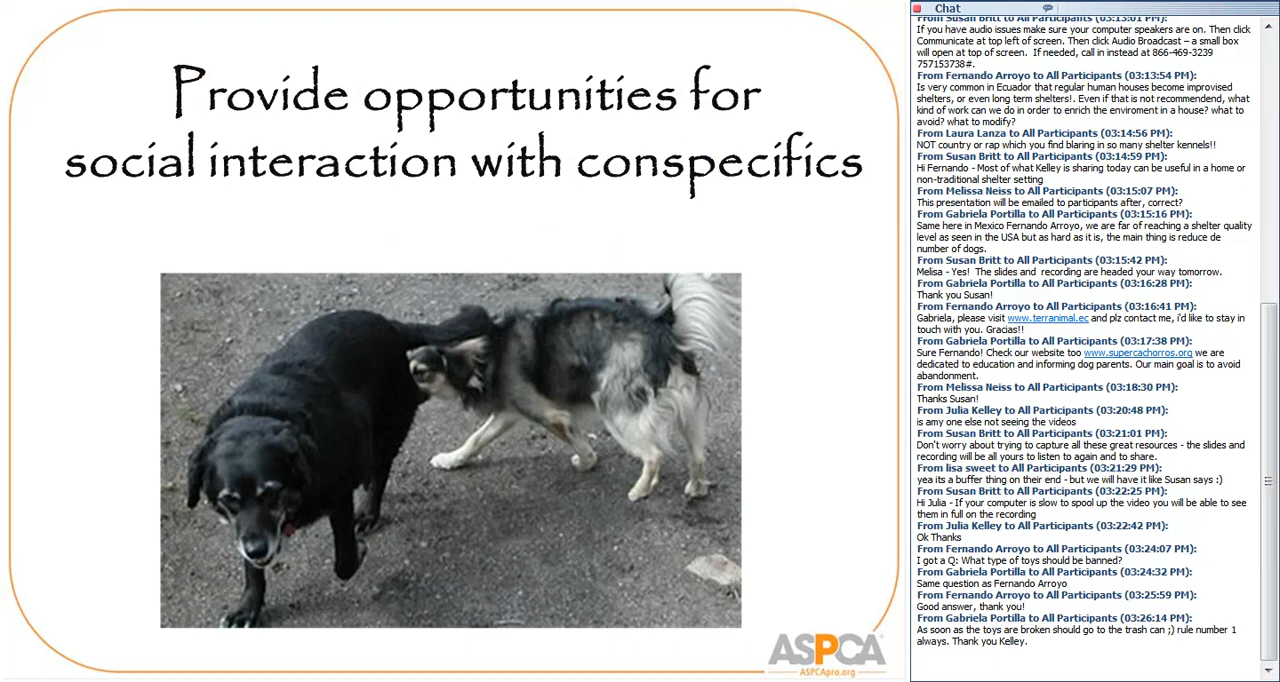 Provide opportunities for
social interaction with conspecifics
ASPCA
ASPCApro.org
Chat
From Susan Britt to All Participants (03:13:01 PM):
If you have audio issues make sure your computer speakers are on. Then click
Communicate at top left of screen. Then click Audio Broadcast – a small box
will open at top of screen.  If needed, call in instead at 866-469-3239
757153738#.
From Fernando Arroyo to All Participants (03:13:54 PM):
Is very common in Ecuador that regular human houses become improvised
shelters, or even long term shelters!. Even if that is not recommendend, what
kind of work can we do in order to enrich the enviroment in a house? what to
avoid? what to modify?
From Laura Lanza to All Participants (03:14:56 PM):
NOT country or rap which you find blaring in so many shelter kennels!!
From Susan Britt to All Participants (03:14:59 PM):
Hi Fernando - Most of what Kelley is sharing today can be useful in a home or
non-traditional shelter setting
From Melissa Neiss to All Participants (03:15:07 PM):
This presentation will be emailed to participants after, correct?
From Gabriela Portilla to All Participants (03:15:16 PM):
Same here in Mexico Fernando Arroyo, we are far of reaching a shelter quality
level as seen in the USA but as hard as it is, the main thing is reduce de
number of dogs.
From Susan Britt to All Participants (03:15:42 PM):
Melisa - Yes!  The slides and  recording are headed your way tomorrow.
From Gabriela Portilla to All Participants (03:16:28 PM):
Thank you Susan!
From Fernando Arroyo to All Participants (03:16:41 PM):
Gabriela, please visit www.terranimal.ec and plz contact me, i'd like to stay in
touch with you. Gracias!!
From Gabriela Portilla to All Participants (03:17:38 PM):
Sure Fernando! Check our website too www.supercachorros.org we are
dedicated to education and informing dog parents. Our main goal is to avoid
abandonment.
From Melissa Neiss to All Participants (03:18:30 PM):
Thanks Susan!
From Julia Kelley to All Participants (03:20:48 PM):
is amy one else not seeing the videos
From Susan Britt to All Participants (03:21:01 PM):
Don't worry about trying to capture all these great resources - the slides and
recording will be all yours to listen to again and to share.
From lisa sweet to All Participants (03:21:29 PM):
yea its a buffer thing on their end - but we will have it like Susan says :)
From Susan Britt to All Participants (03:22:25 PM):
Hi Julia - If your computer is slow to spool up the video you will be able to see
them in full on the recording
From Julia Kelley to All Participants (03:22:42 PM):
Ok Thanks
From Fernando Arroyo to All Participants (03:24:07 PM):
I got a Q: What type of toys should be banned?
From Gabriela Portilla to All Participants (03:24:32 PM):
Same question as Fernando Arroyo
From Fernando Arroyo to All Participants (03:25:59 PM):
Good answer, thank you!
From Gabriela Portilla to All Participants (03:26:14 PM):
As soon as the toys are broken should go to the trash can ;) rule number 1
always. Thank you Kelley.